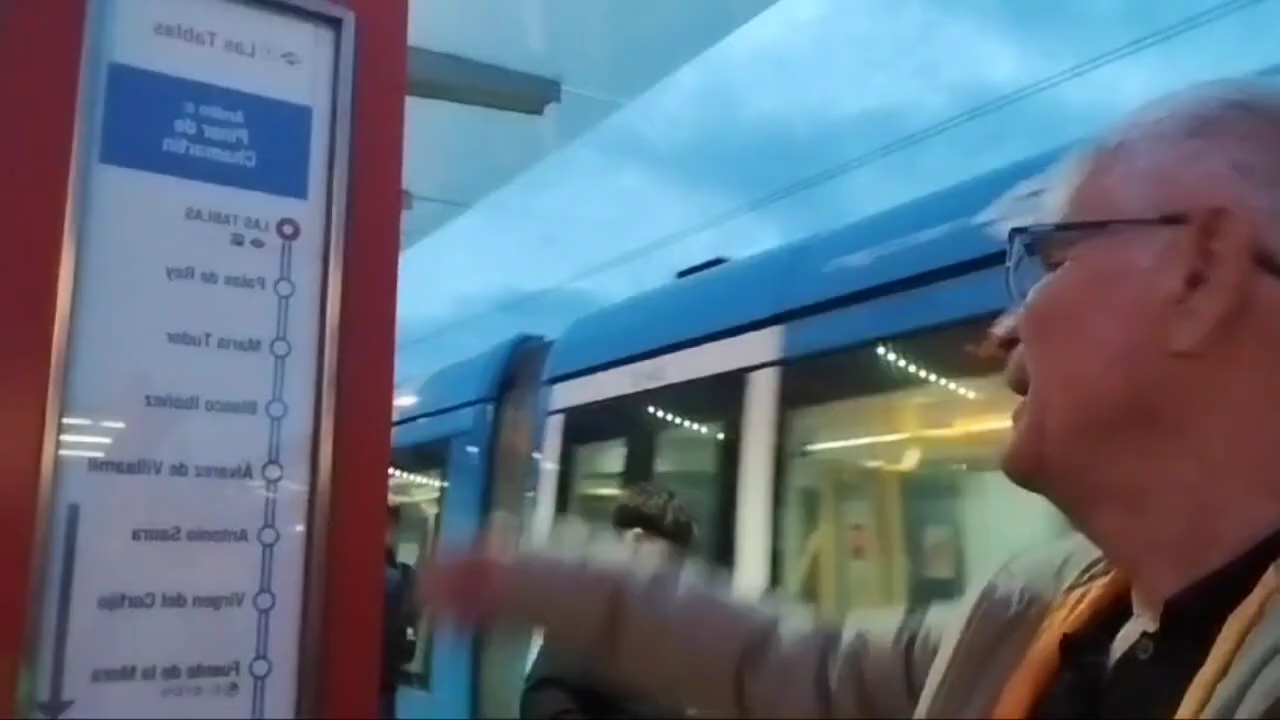 Las Tablas
Andén a:
Pinar de
Chamartín
LAS TABLAS
Palas de Rey
María Tudor
Blasco Ibáñez
Álvarez de Villaamil
Antonio Saura
Virgen del Cortijo
Fuente de la Mora